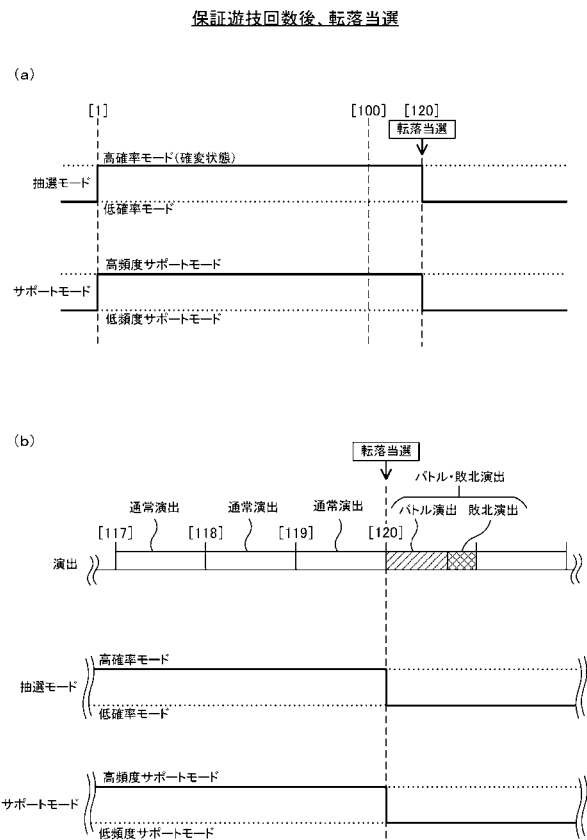 保証遊技回数後、転落当選
(a)
[1] [100] [120]
転落当選
高確率モード(確変状態)
抽選モード
低確率モード
高頻度サポートモード
サポートモード
低頻度サポートモード
(b)
転落当選
バトル・敗北演出
通常演出 通常演出 通常演出 バトル演出 敗北演出
[117] [118] [119] [120]
演出
高確率モード
抽選モード
低確率モード
高頻度サポートモード
サポートモード
低頻度サポートモード